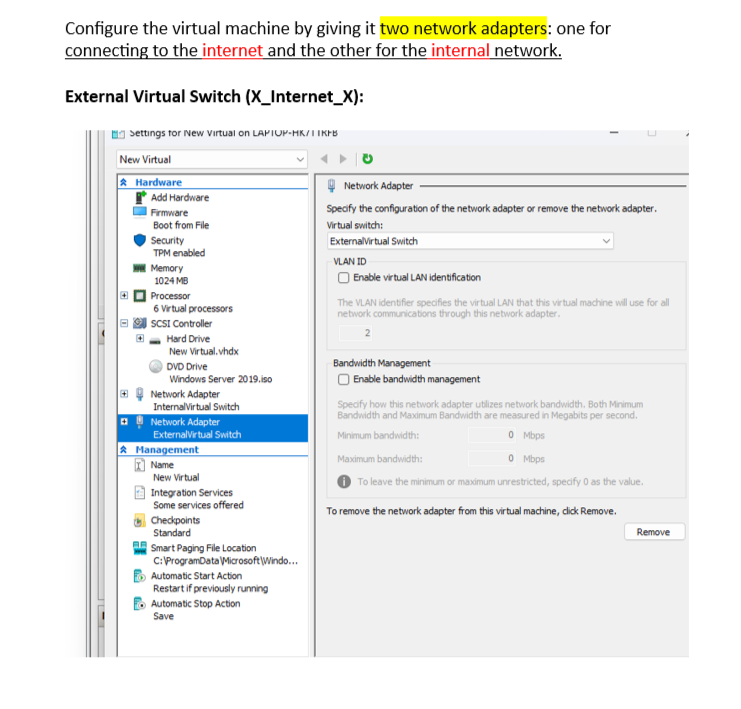 Configure the virtual machine by giving it two network adapters: one for
connecting to the internet and the other for the internal network.
External Virtual Switch (X_Internet_X):
Settings for New Virtual on LAPTOP-HK7TTRFB
New Virtual
Hardware
Add Hardware
Firmware
Boot from File
Security
TPM enabled
Memory
1024 MB
Processor
6 Virtual processors
SCSI Controller
Hard Drive
New Virtual.vhdx
DVD Drive
Windows Server 2019.iso
Network Adapter
InternalVirtual Switch
Network Adapter
ExternalVirtual Switch
Management
Name
New Virtual
Integration Services
Some services offered
Checkpoints
Standard
Smart Paging File Location
C:\ProgramData\Microsoft\Windo...
Automatic Start Action
Restart if previously running
Automatic Stop Action
Save
Network Adapter
Specify the configuration of the network adapter or remove the network adapter.
Virtual switch:
ExternalVirtual Switch
VLAN ID
Enable virtual LAN identification
The VLAN identifier specifies the virtual LAN that this virtual machine will use for all
network communications through this network adapter.
2
Bandwidth Management
Enable bandwidth management
Specify how this network adapter utilizes network bandwidth. Both Minimum
Bandwidth and Maximum Bandwidth are measured in Megabits per second.
Minimum bandwidth: 0 Mbps
Maximum bandwidth: 0 Mbps
To leave the minimum or maximum unrestricted, specify 0 as the value.
To remove the network adapter from this virtual machine, click Remove.
Remove